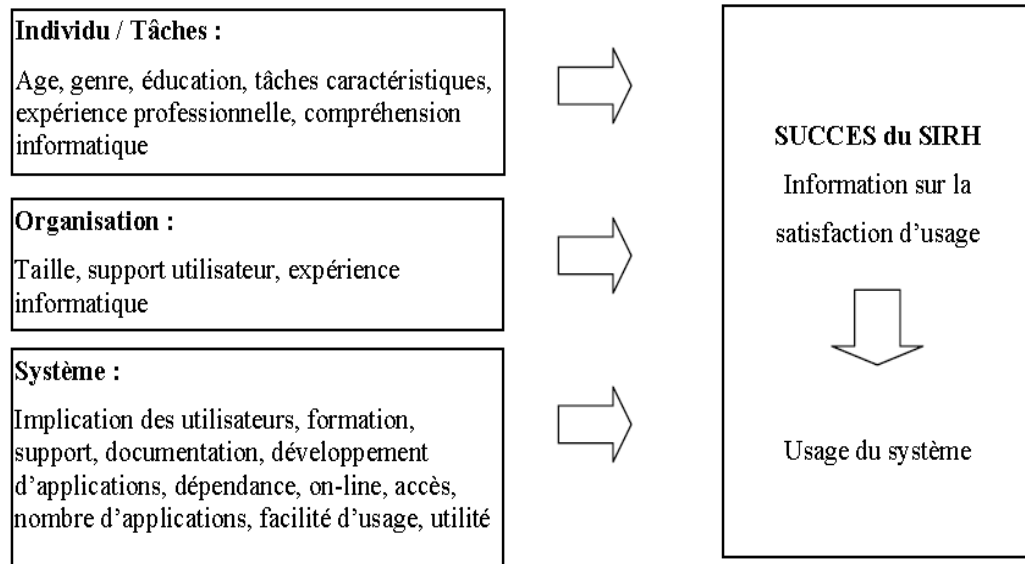 Individu / Tâches :
Age, genre, éducation, tâches caractéristiques,
expérience professionnelle, compréhension
informatique
Organisation :
Taille, support utilisateur, expérience
informatique
Système :
Implication des utilisateurs, formation,
support, documentation, développement
d'applications, dépendance, on-line, accès,
nombre d'applications, facilité d'usage, utilité
SUCCES du SIRH
Information sur la
satisfaction d'usage
Usage du système